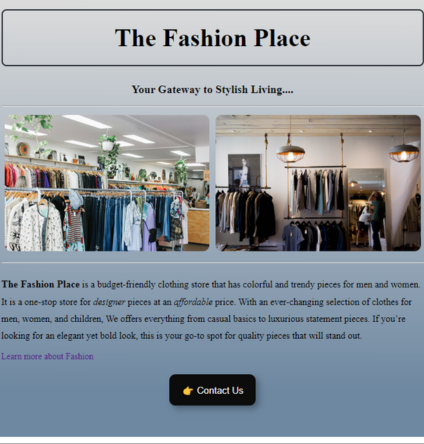 The Fashion Place
Your Gateway to Stylish Living....
The Fashion Place is a budget-friendly clothing store that has colorful and trendy pieces for men and women.
It is a one-stop store for designer pieces at an affordable price. With an ever-changing selection of clothes for
men, women, and children, We offers everything from casual basics to luxurious statement pieces. If you're
looking for an elegant yet bold look, this is your go-to spot for quality pieces that will stand out.
Learn more about Fashion
👉 Contact Us